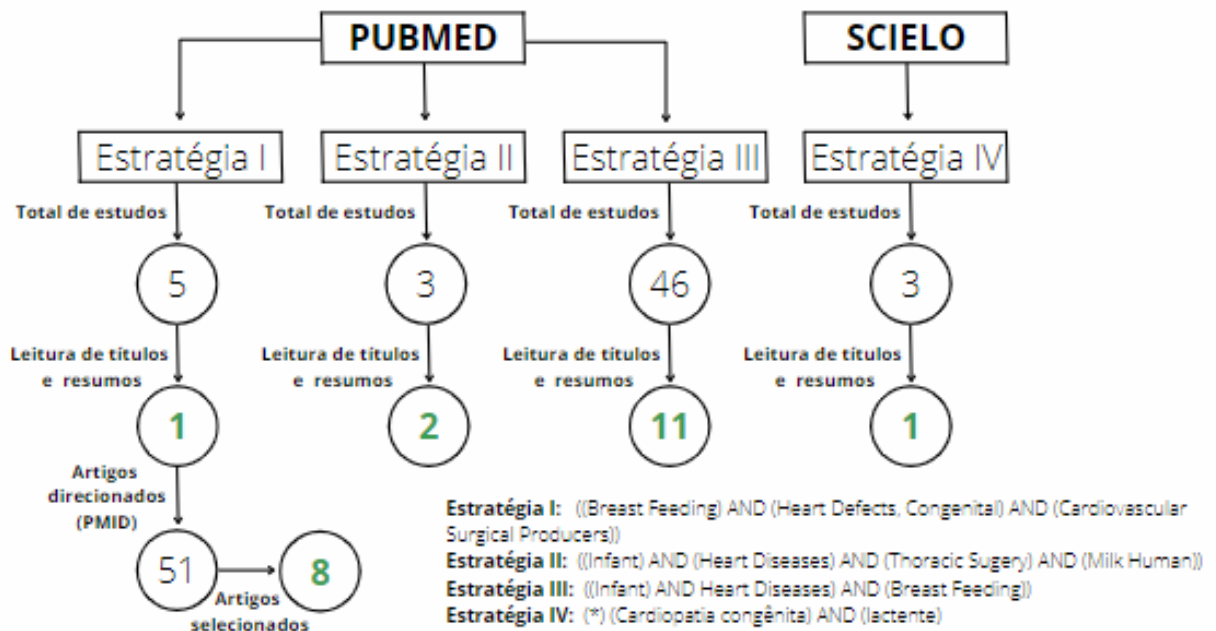 PUBMED
SCIELO
Estratégia I
Estratégia II
Estratégia III
Estratégia IV
Total de estudos
Total de estudos
Total de estudos
Total de estudos
5
3
46
3
Leitura de títulos
e resumos
Leitura de títulos
e resumos
Leitura de títulos
e resumos
Leitura de títulos
e resumos
1
2
11
1
Artigos
direcionados
(PMID)
51
8
Artigos
selecionados
Estratégia I: ((Breast Feeding) AND (Heart Defects, Congenital) AND (Cardiovascular
Surgical Producers))
Estratégia II: ((Infant) AND (Heart Diseases) AND (Thoracic Sugery) AND (Milk Human))
Estratégia III: ((Infant) AND Heart Diseases) AND (Breast Feeding))
Estratégia IV: (*) (Cardiopatia congênita) AND (lactente)